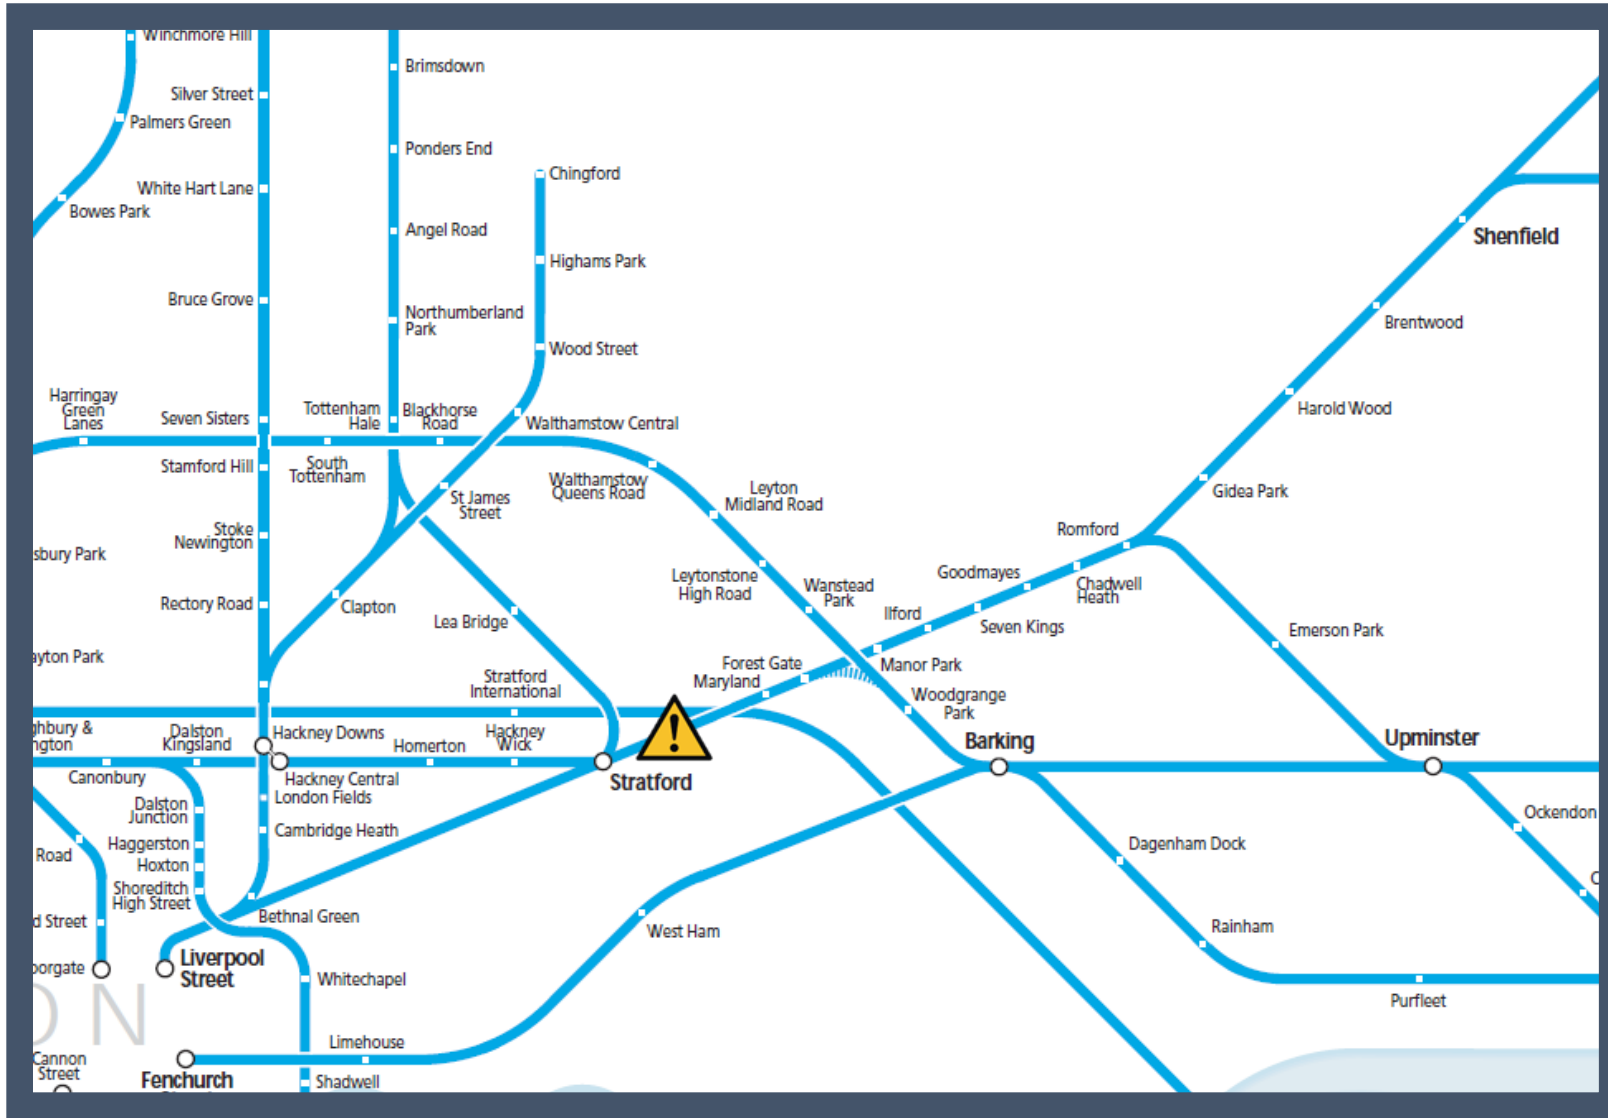 Winchmore Hill
Brimsdown
Silver Street
Palmers Green
Ponders End
Chingford
White Hart Lane
Bowes Park
Angel Road
Shenfield
Highams Park
Bruce Grove
Northumberland
Park
Brentwood
Wood Street
Harringay
Green
Lanes
Seven Sisters
Tottenham
Hale
Blackhorse
Road
Walthamstow Central
Harold Wood
Stamford Hill
South
Tottenham
St James
Street
Walthamstow
Queens Road
Leyton
Midland Road
Gidea Park
Stoke
Newington
Romford
sbury Park
Leytonstone
High Road
Wanstead
Park
Goodmayes
Chadwell
Heath
Rectory Road
Clapton
Lea Bridge
Ilford
Seven Kings
Emerson Park
ayton Park
Stratford
International
Forest Gate
Maryland
Manor Park
Woodgrange
Park
ghbury &
ngton
Dalston
Kingsland
Hackney Downs
Homerton
Hackney
Wick
Barking
Upminster
Canonbury
Hackney Central
Stratford
London Fields
Dalston
Junction
Ockendon
Cambridge Heath
Haggerston
Road
Hoxton
Dagenham Dock
C
Shoreditch
High Street
d Street
Bethnal Green
West Ham
Rainham
Liverpool
Street
oorgate
Whitechapel
Purfleet
ON
Limehouse
Cannon
Street
Fenchurch
Shadwell